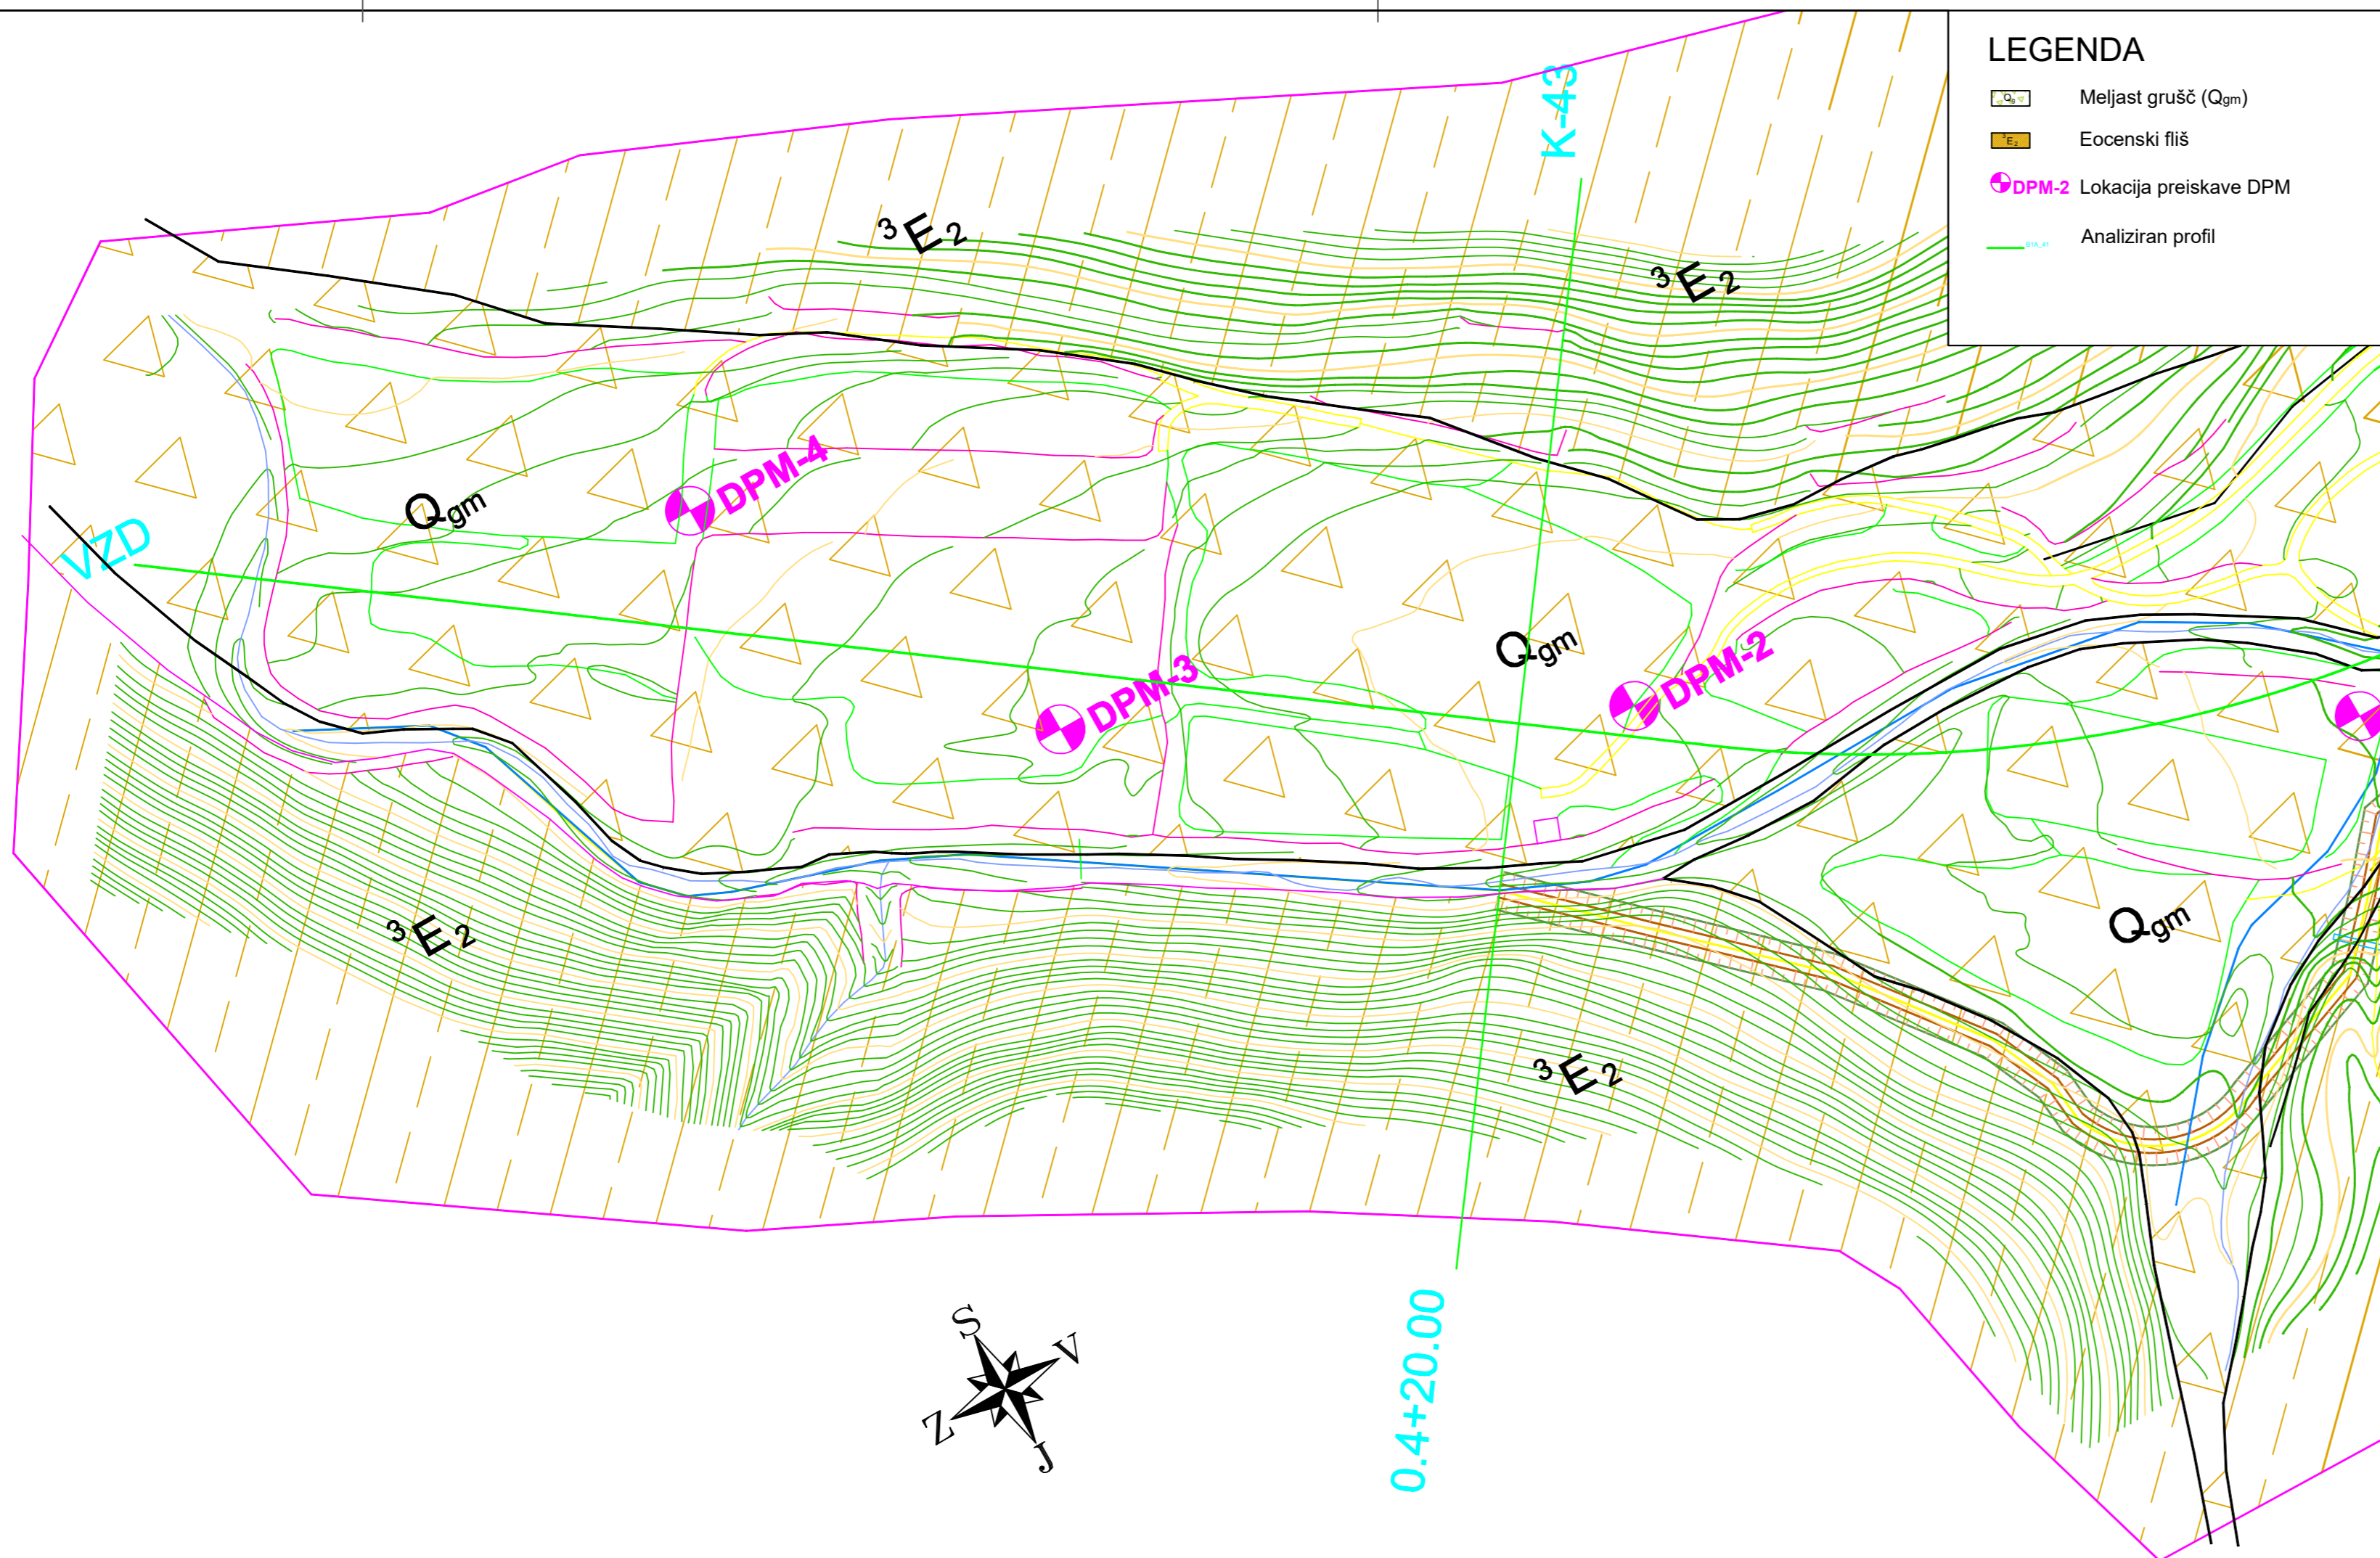 LEGENDA
Meljast grušč (Qgm)
³E₂ Eocenski fliš
DPM-2 Lokacija preiskave DPM
Analiziran profil
K-43
³E₂
³E₂
DPM-4
Qgm
VZD
Qgm
DPM-2
DPM-3
Qgm
³E₂
³E₂
0.4+20.00
S
V
Z
J